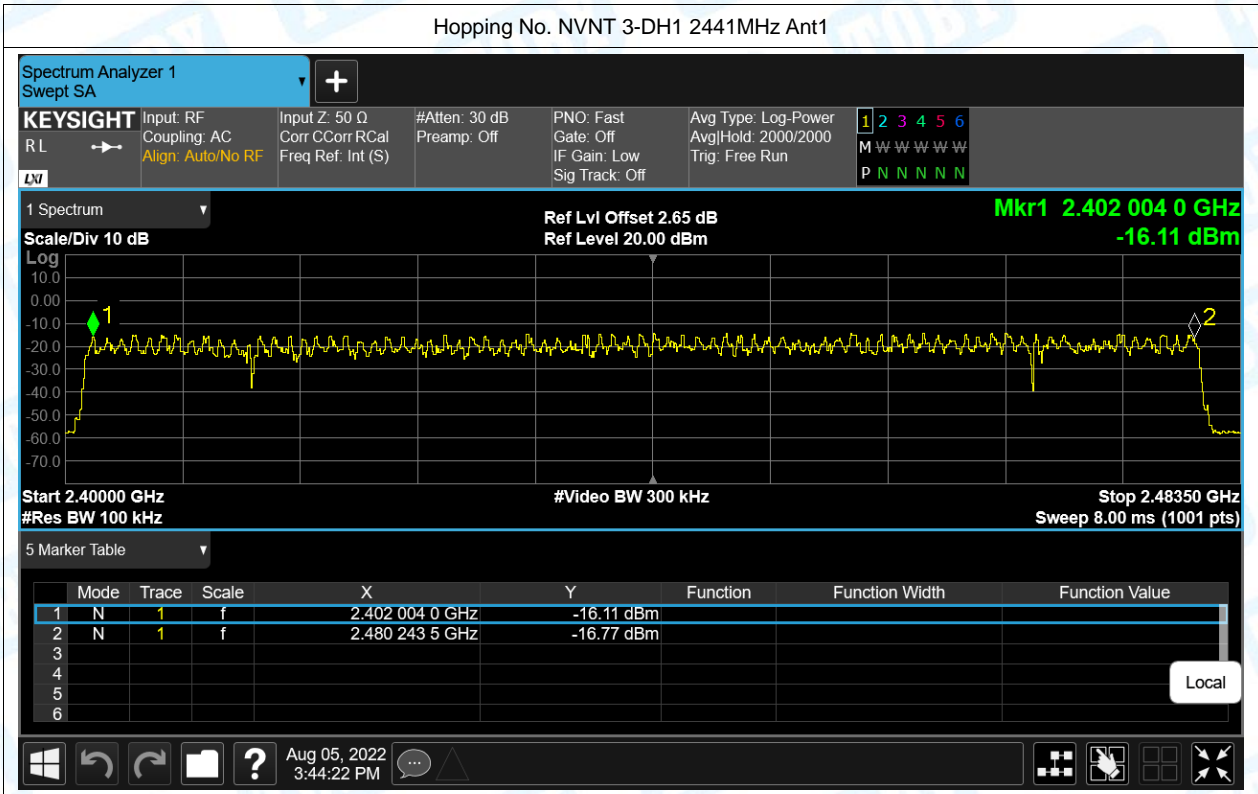 Hopping No. NVNT 3-DH1 2441MHz Ant1
Spectrum Analyzer 1
Swept SA
KEYSIGHT
RL
LXI
Input: RF
Coupling: AC
Align: Auto/No RF
Input Z: 50 Ω
Corr CCorr RCal
Freq Ref: Int (S)
#Atten: 30 dB
Preamp: Off
PNO: Fast
Gate: Off
IF Gain: Low
Sig Track: Off
Avg Type: Log-Power
Avg|Hold: 2000/2000
Trig: Free Run
1 2 3 4 5 6
M W W W W W
P N N N N N
1 Spectrum
Scale/Div 10 dB
Ref Lvl Offset 2.65 dB
Ref Level 20.00 dBm
Mkr1 2.402 004 0 GHz
-16.11 dBm
Log
10.0
0.00
-10.0
-20.0
-30.0
-40.0
-50.0
-60.0
-70.0
1
2
Start 2.40000 GHz
#Video BW 300 kHz
Stop 2.48350 GHz
#Res BW 100 kHz
Sweep 8.00 ms (1001 pts)
5 Marker Table
Mode Trace Scale X Y Function Function Width Function Value
1 N 1 f 2.402 004 0 GHz -16.11 dBm
2 N 1 f 2.480 243 5 GHz -16.77 dBm
3
4
5
6
Local
?
Aug 05, 2022
3:44:22 PM